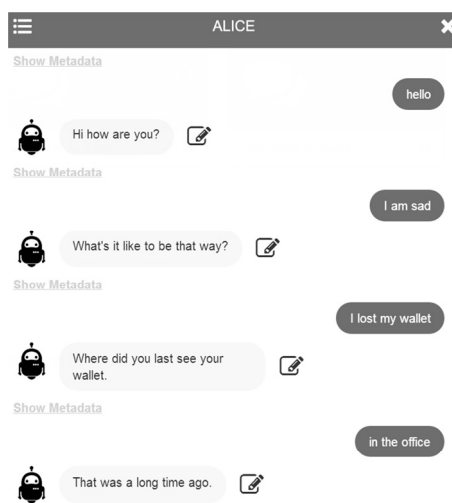 ALICE
Show Metadata
hello
Hi how are you?
Show Metadata
I am sad
What's it like to be that way?
Show Metadata
I lost my wallet
Where did you last see your
wallet.
Show Metadata
in the office
That was a long time ago.